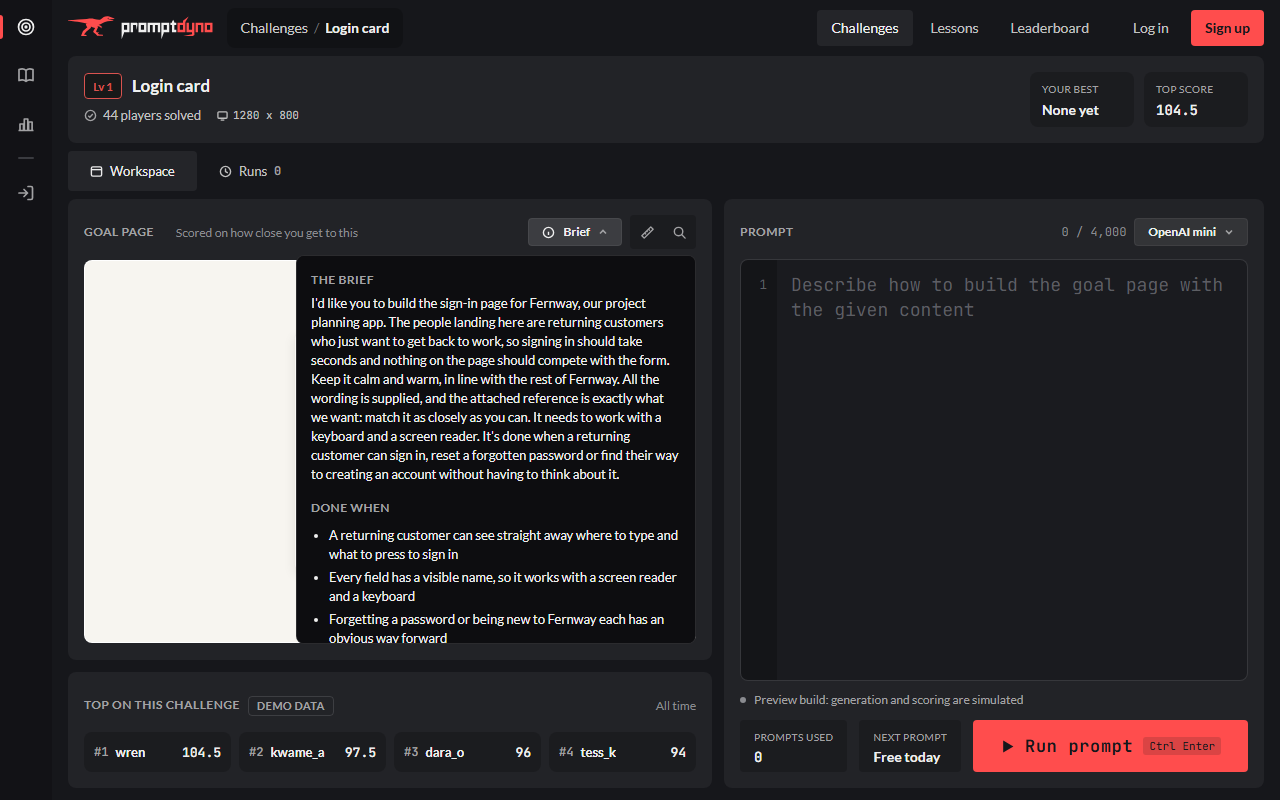 promptdyno
Challenges / Login card
Challenges
Lessons
Leaderboard
Log in
Sign up
Lv 1
Login card
44 players solved
1280 x 800
YOUR BEST
None yet
TOP SCORE
104.5
Workspace
Runs 0
GOAL PAGE
Scored on how close you get to this
Brief
THE BRIEF
I'd like you to build the sign-in page for Fernway, our project
planning app. The people landing here are returning customers
who just want to get back to work, so signing in should take
seconds and nothing on the page should compete with the form.
Keep it calm and warm, in line with the rest of Fernway. All the
wording is supplied, and the attached reference is exactly what
we want: match it as closely as you can. It needs to work with a
keyboard and a screen reader. It's done when a returning
customer can sign in, reset a forgotten password or find their way
to creating an account without having to think about it.
DONE WHEN
• A returning customer can see straight away where to type and
what to press to sign in
• Every field has a visible name, so it works with a screen reader
and a keyboard
• Forgetting a password or being new to Fernway each has an
obvious way forward
TOP ON THIS CHALLENGE
DEMO DATA
All time
#1 wren 104.5
#2 kwame_a 97.5
#3 dara_o 96
#4 tess_k 94
PROMPT
0 / 4,000
OpenAI mini
1
Describe how to build the goal page with
the given content
Preview build: generation and scoring are simulated
PROMPTS USED
0
NEXT PROMPT
Free today
Run prompt
Ctrl Enter